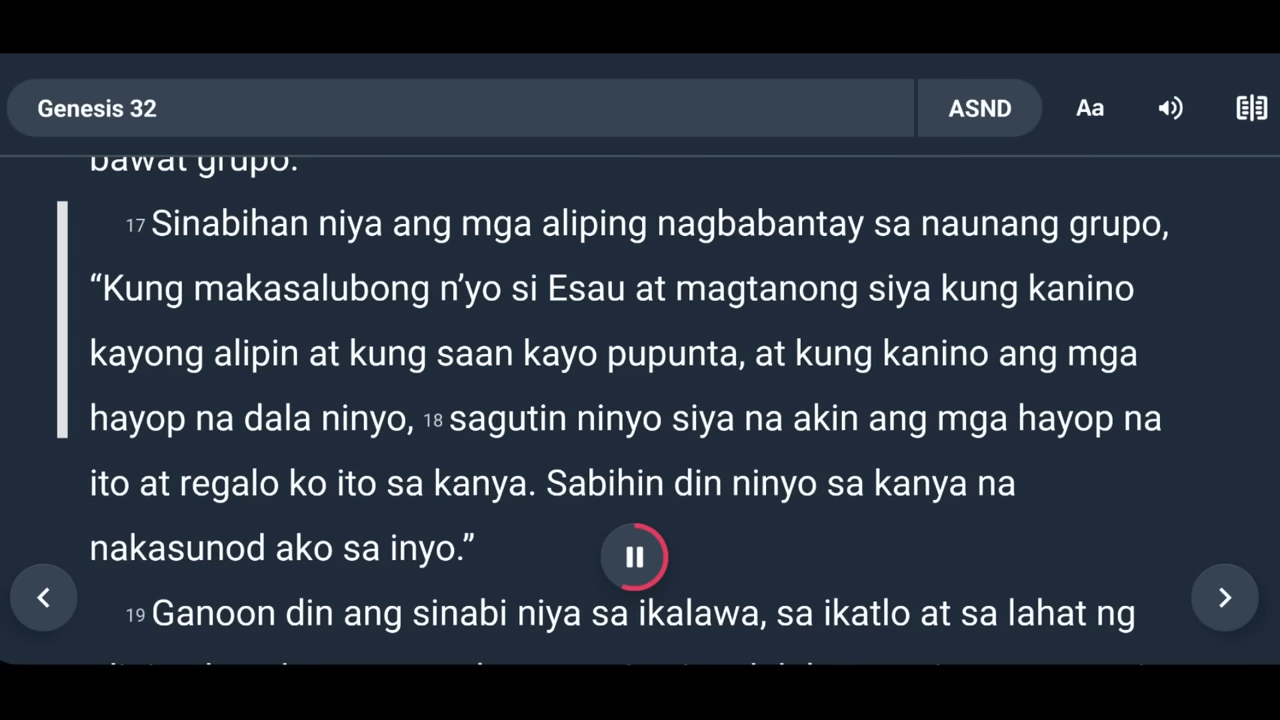 Genesis 32
ASND
Aa
bawat grupo.
17 Sinabihan niya ang mga aliping nagbabantay sa naunang grupo,
“Kung makasalubong n’yo si Esau at magtanong siya kung kanino
kayong alipin at kung saan kayo pupunta, at kung kanino ang mga
hayop na dala ninyo, 18 sagutin ninyo siya na akin ang mga hayop na
ito at regalo ko ito sa kanya. Sabihin din ninyo sa kanya na
nakasunod ako sa inyo.”
19 Ganoon din ang sinabi niya sa ikalawa, sa ikatlo at sa lahat ng